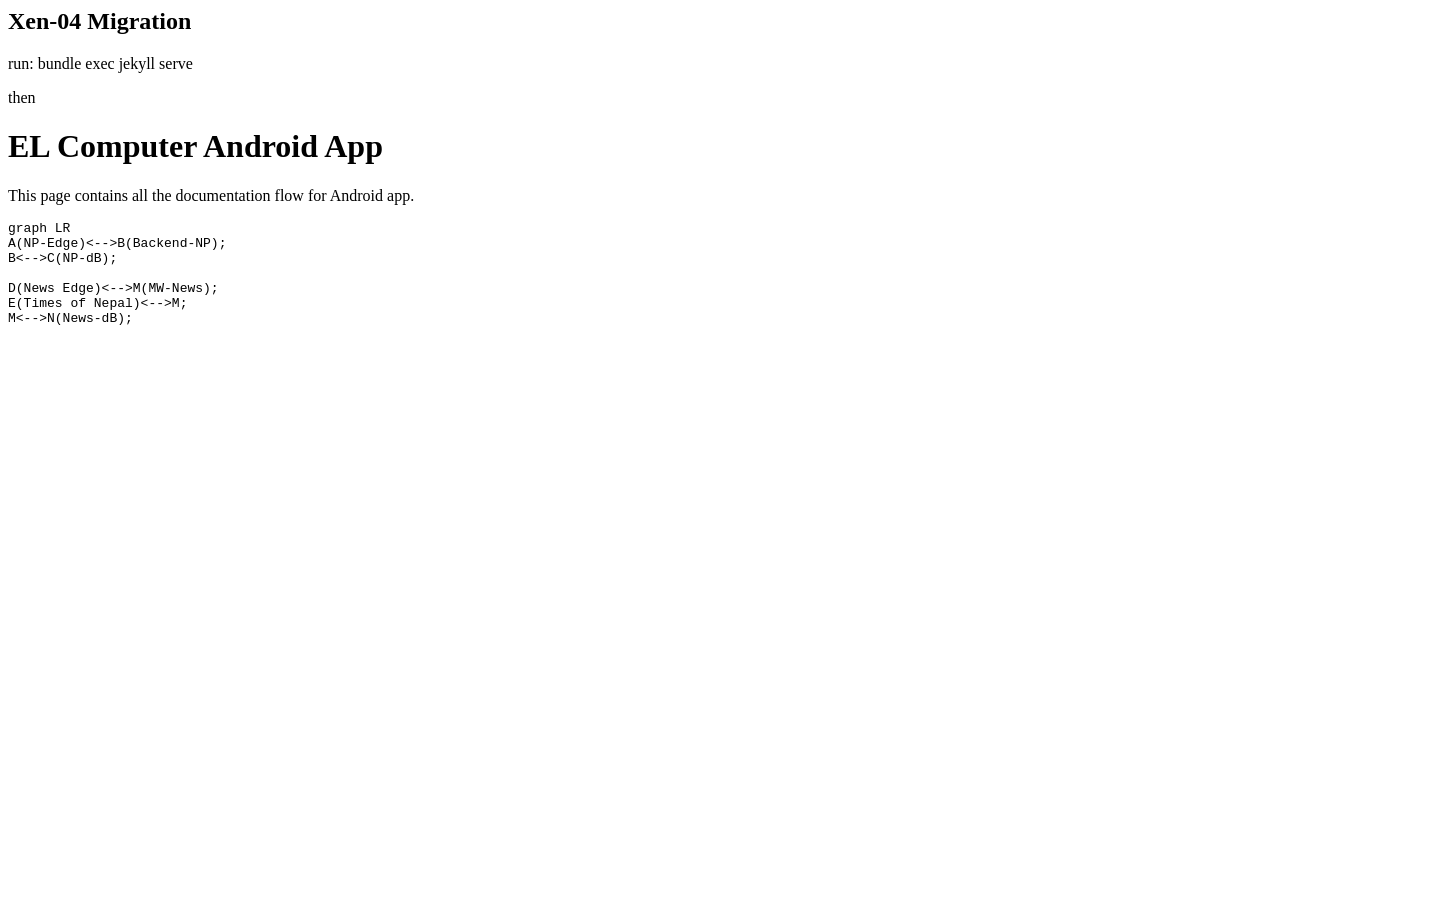 Xen-04 Migration
run: bundle exec jekyll serve
then
EL Computer Android App
This page contains all the documentation flow for Android app.
graph LR
A(NP-Edge)<-->B(Backend-NP);
B<-->C(NP-dB);
D(News Edge)<-->M(MW-News);
E(Times of Nepal)<-->M;
M<-->N(News-dB);